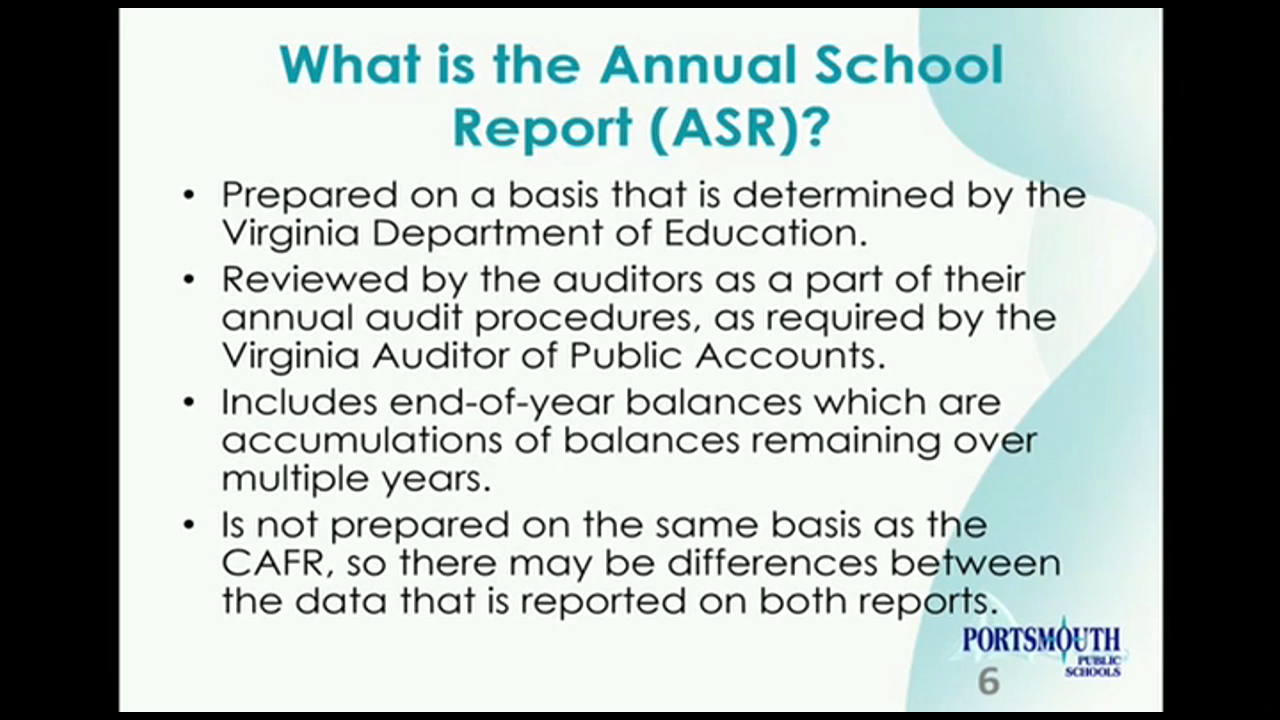 What is the Annual School
Report (ASR)?
• Prepared on a basis that is determined by the
Virginia Department of Education.
• Reviewed by the auditors as a part of their
annual audit procedures, as required by the
Virginia Auditor of Public Accounts.
• Includes end-of-year balances which are
accumulations of balances remaining over
multiple years.
• Is not prepared on the same basis as the
CAFR, so there may be differences between
the data that is reported on both reports.
PORTSMOUTH
PUBLIC
SCHOOLS
6